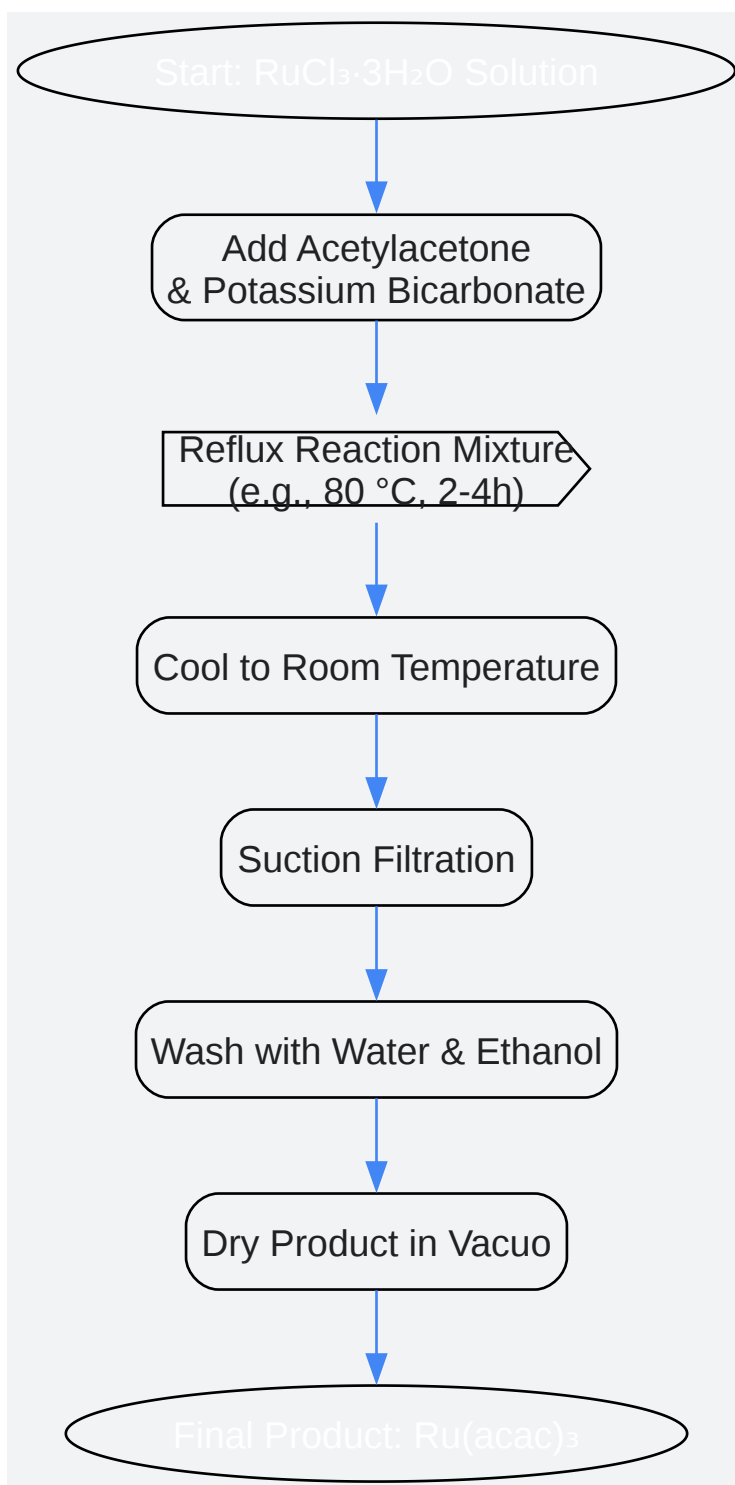 Start: RuCl₃·3H₂O Solution
Add Acetylacetone
& Potassium Bicarbonate
Reflux Reaction Mixture
(e.g., 80 °C, 2-4h)
Cool to Room Temperature
Suction Filtration
Wash with Water & Ethanol
Dry Product in Vacuo
Final Product: Ru(acac)₃